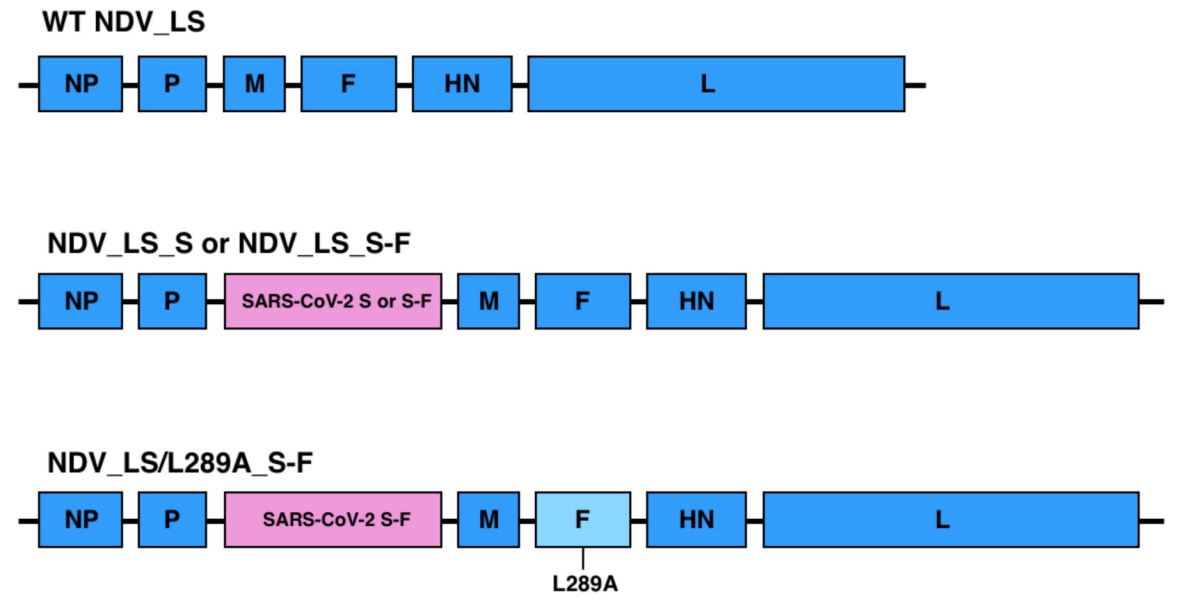 WT NDV_LS
NP P M F HN L
NDV_LS_S or NDV_LS_S-F
NP P SARS-CoV-2 S or S-F M F HN L
NDV_LS/L289A_S-F
NP P SARS-CoV-2 S-F M F HN L
L289A